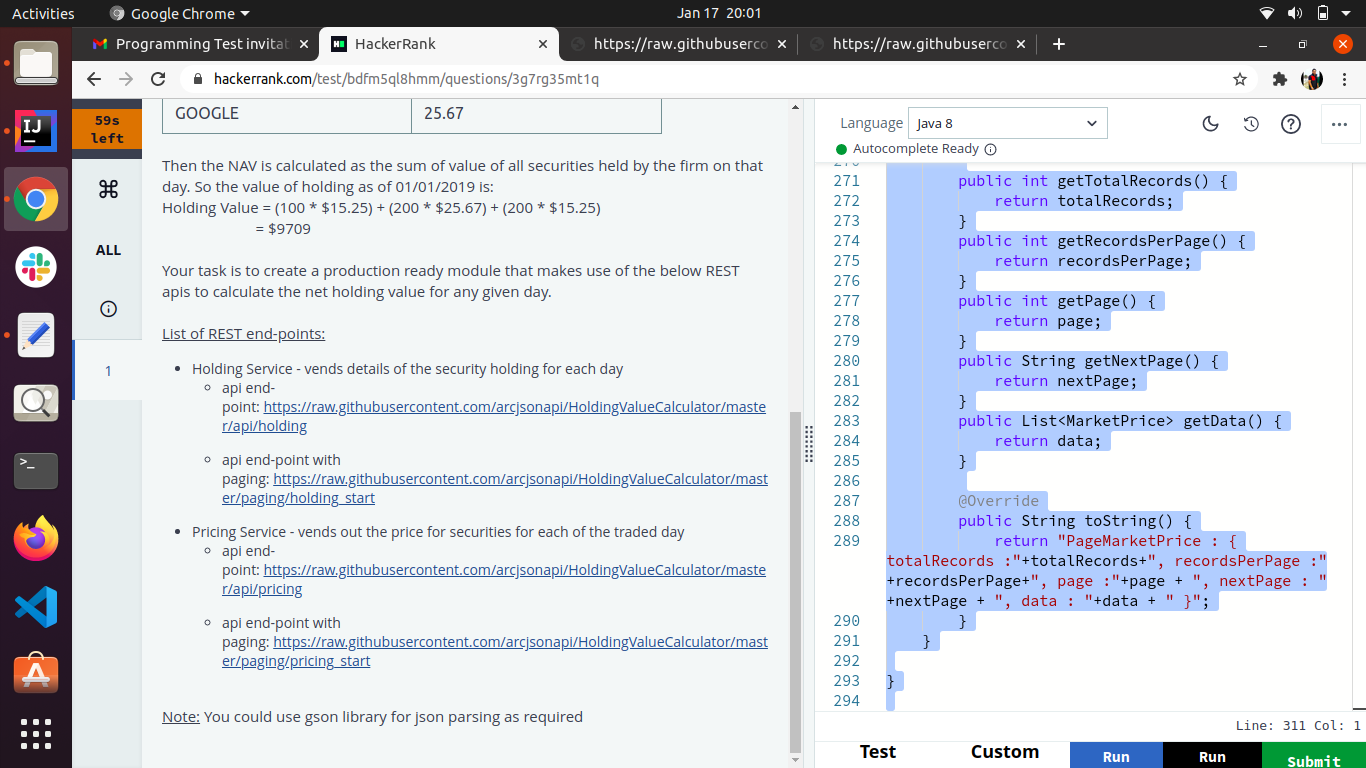 Activities
Google Chrome
Jan 17 20:01
Programming Test invitat
HackerRank
https://raw.githubuserco
https://raw.githubuserco
hackerrank.com/test/bdfm5ql8hmm/questions/3g7rg35mt1q
59s
left
ALL
1
GOOGLE
25.67
Then the NAV is calculated as the sum of value of all securities held by the firm on that
day. So the value of holding as of 01/01/2019 is:
Holding Value = (100 * $15.25) + (200 * $25.67) + (200 * $15.25)
= $9709
Your task is to create a production ready module that makes use of the below REST
apis to calculate the net holding value for any given day.
List of REST end-points:
• Holding Service - vends details of the security holding for each day
api end-
point: https://raw.githubusercontent.com/arcjsonapi/HoldingValueCalculator/maste
r/api/holding
api end-point with
paging: https://raw.githubusercontent.com/arcjsonapi/HoldingValueCalculator/mast
er/paging/holding_start
• Pricing Service - vends out the price for securities for each of the traded day
api end-
point: https://raw.githubusercontent.com/arcjsonapi/HoldingValueCalculator/maste
r/api/pricing
api end-point with
paging: https://raw.githubusercontent.com/arcjsonapi/HoldingValueCalculator/mast
er/paging/pricing_start
Note: You could use gson library for json parsing as required
Language
Java 8
Autocomplete Ready
271 public int getTotalRecords() {
272 return totalRecords;
273 }
274 public int getRecordsPerPage() {
275 return recordsPerPage;
276 }
277 public int getPage() {
278 return page;
279 }
280 public String getNextPage() {
281 return nextPage;
282 }
283 public List<MarketPrice> getData() {
284 return data;
285 }
286
287 @Override
288 public String toString() {
289 return "PageMarketPrice : {
totalRecords :"+totalRecords+", recordsPerPage :"
+recordsPerPage+", page :"+page + ", nextPage : "
+nextPage + ", data : "+data + " }";
290 }
291 }
292
293 }
294
Line: 311 Col: 1
Test
Custom
Run
Run
Submit